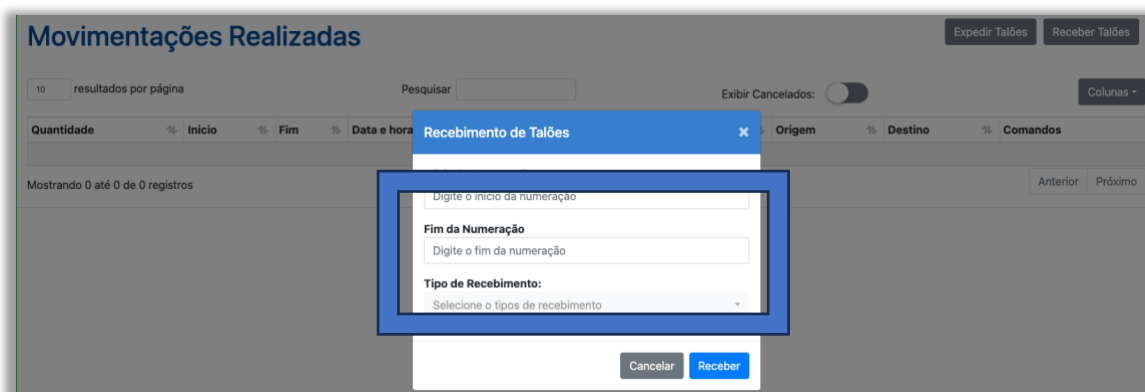 Movimentações Realizadas
Expedir Talões
Receber Talões
10 resultados por página
Pesquisar
Exibir Cancelados:
Colunas
Quantidade Inicio Fim Data e hora Origem Destino Comandos
Recebimento de Talões ×
Digite o início da numeração
Mostrando 0 até 0 de 0 registros
Anterior Próximo
Fim da Numeração
Digite o fim da numeração
Tipo de Recebimento:
Selecione o tipos de recebimento
Cancelar
Receber